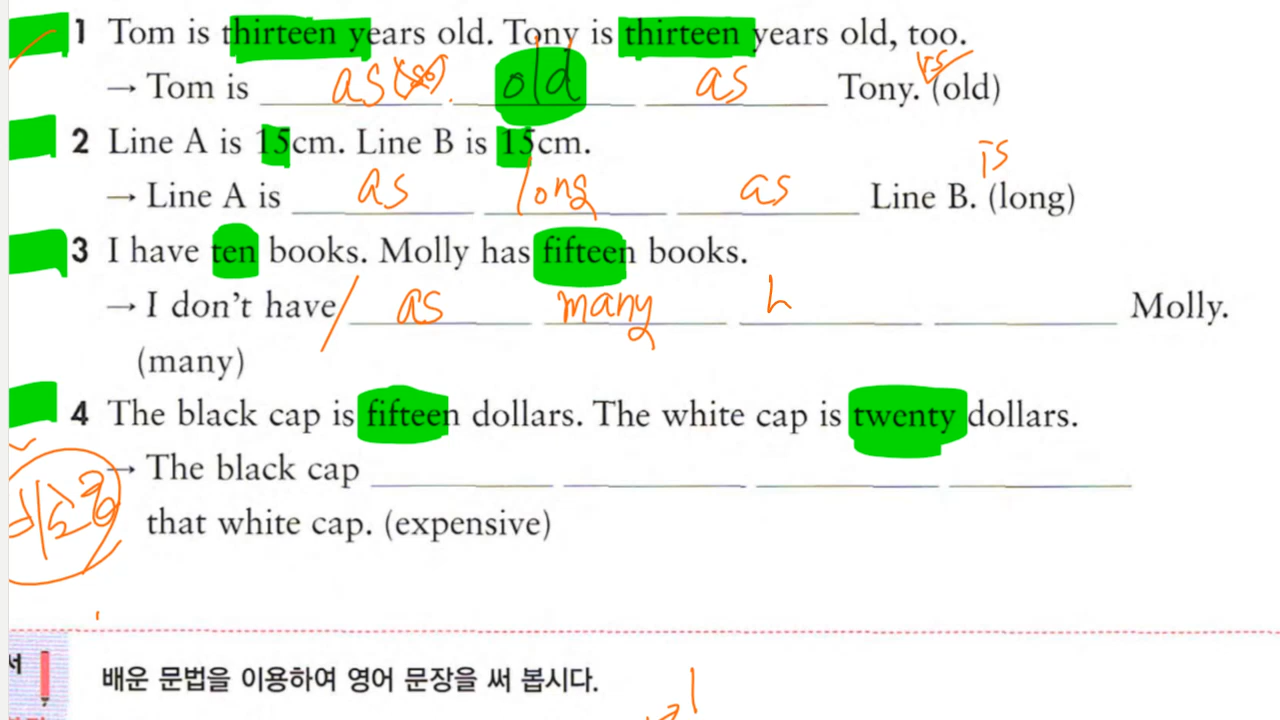 1 Tom is thirteen years old. Tony is thirteen years old, too.
→ Tom is as (so) old as Tony. is (old)
2 Line A is 15cm. Line B is 15cm.
→ Line A is as long as Line B. is (long)
3 I have ten books. Molly has fifteen books.
→ I don't have / as many Molly.
(many)
4 The black cap is fifteen dollars. The white cap is twenty dollars.
→ The black cap
that white cap. (expensive)
서
배운 문법을 이용하여 영어 문장을 써 봅시다.